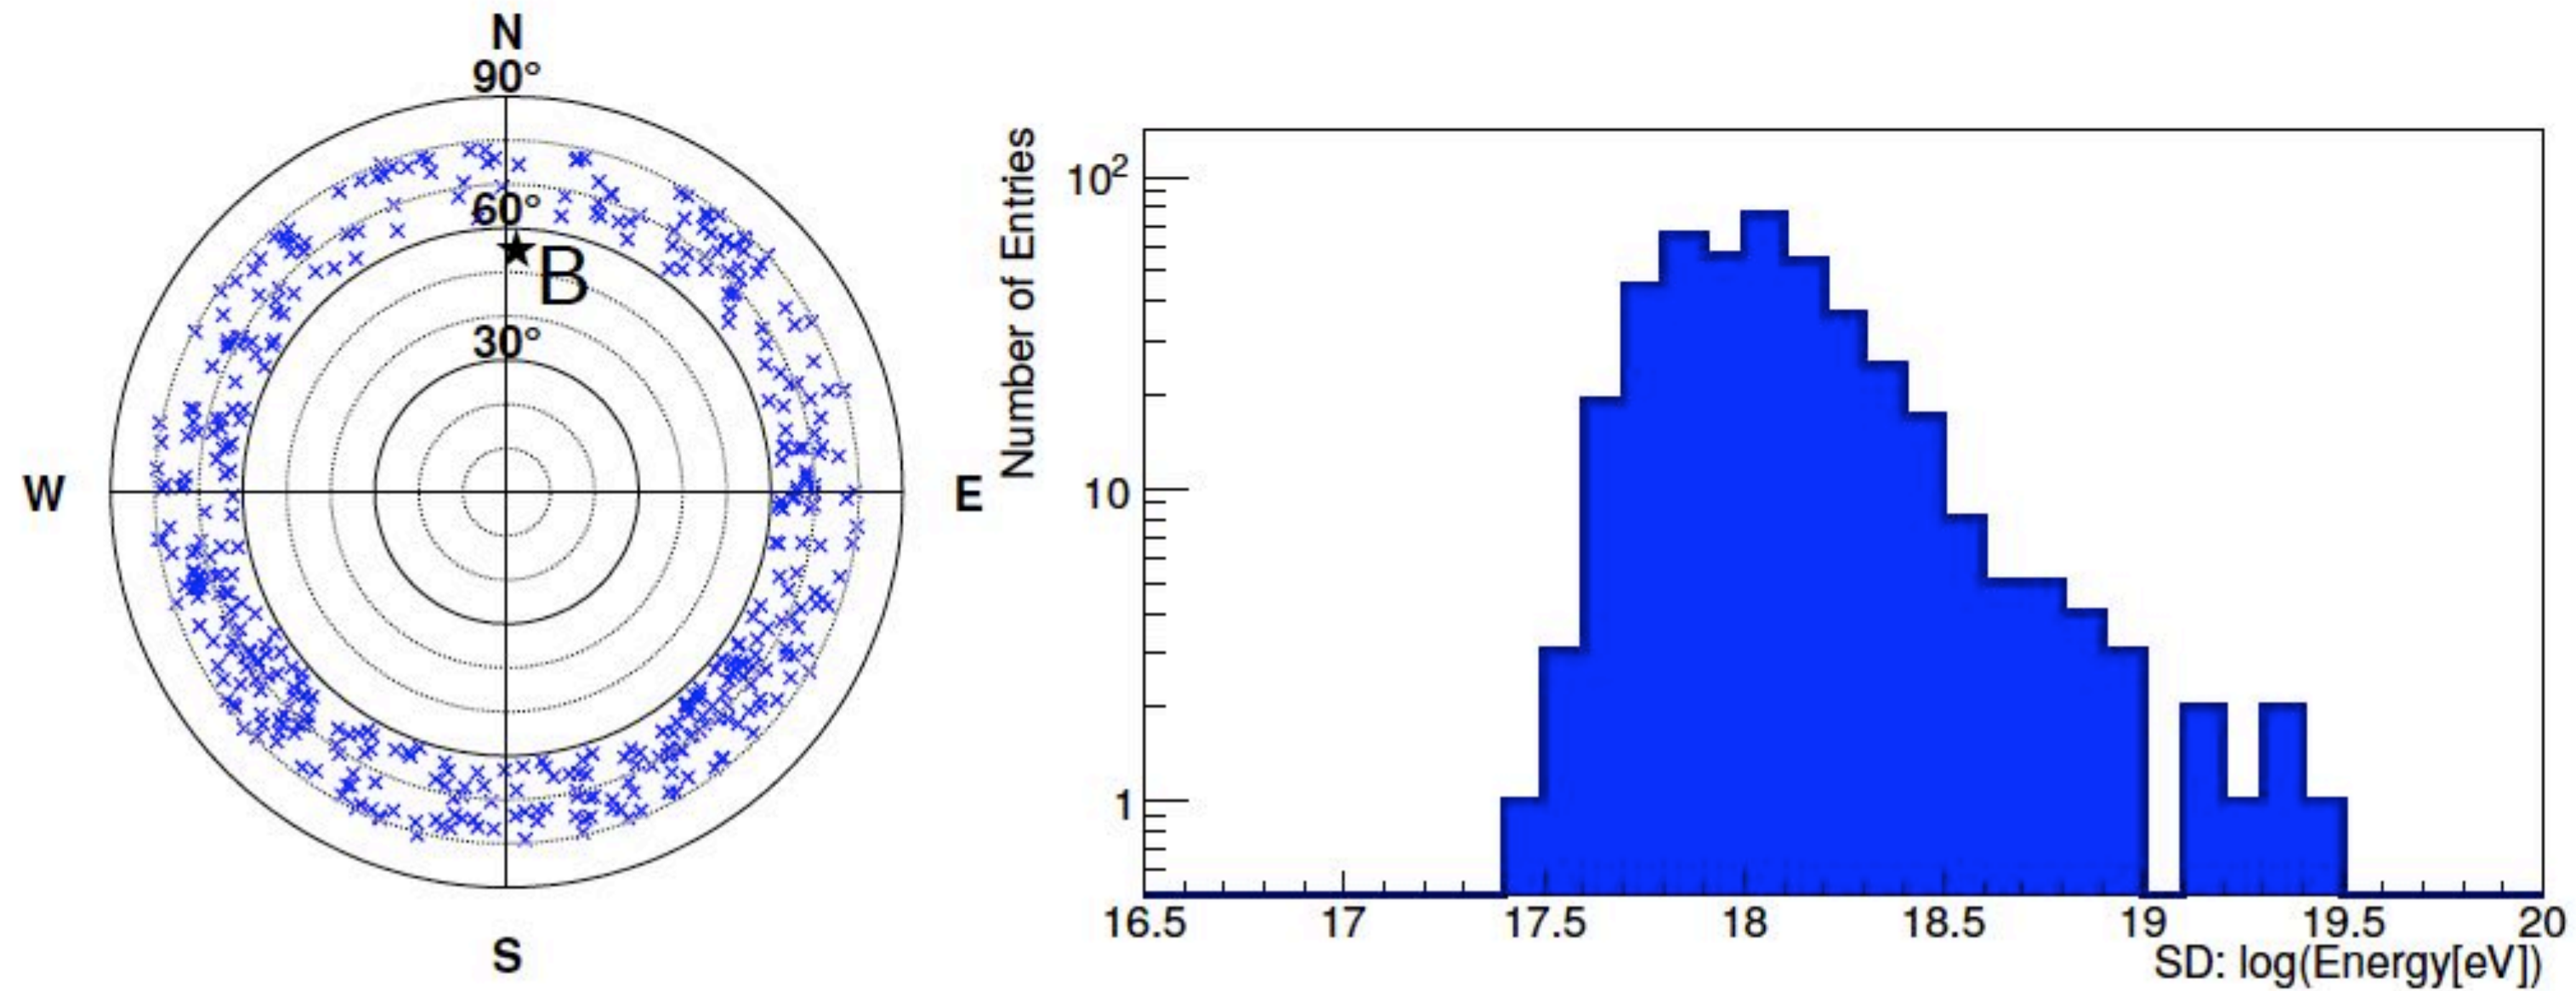 N
90°
60°
B
30°
W
E
S
Number of Entries
10²
10
1
16.5 17 17.5 18 18.5 19 19.5 20
SD: log(Energy[eV])